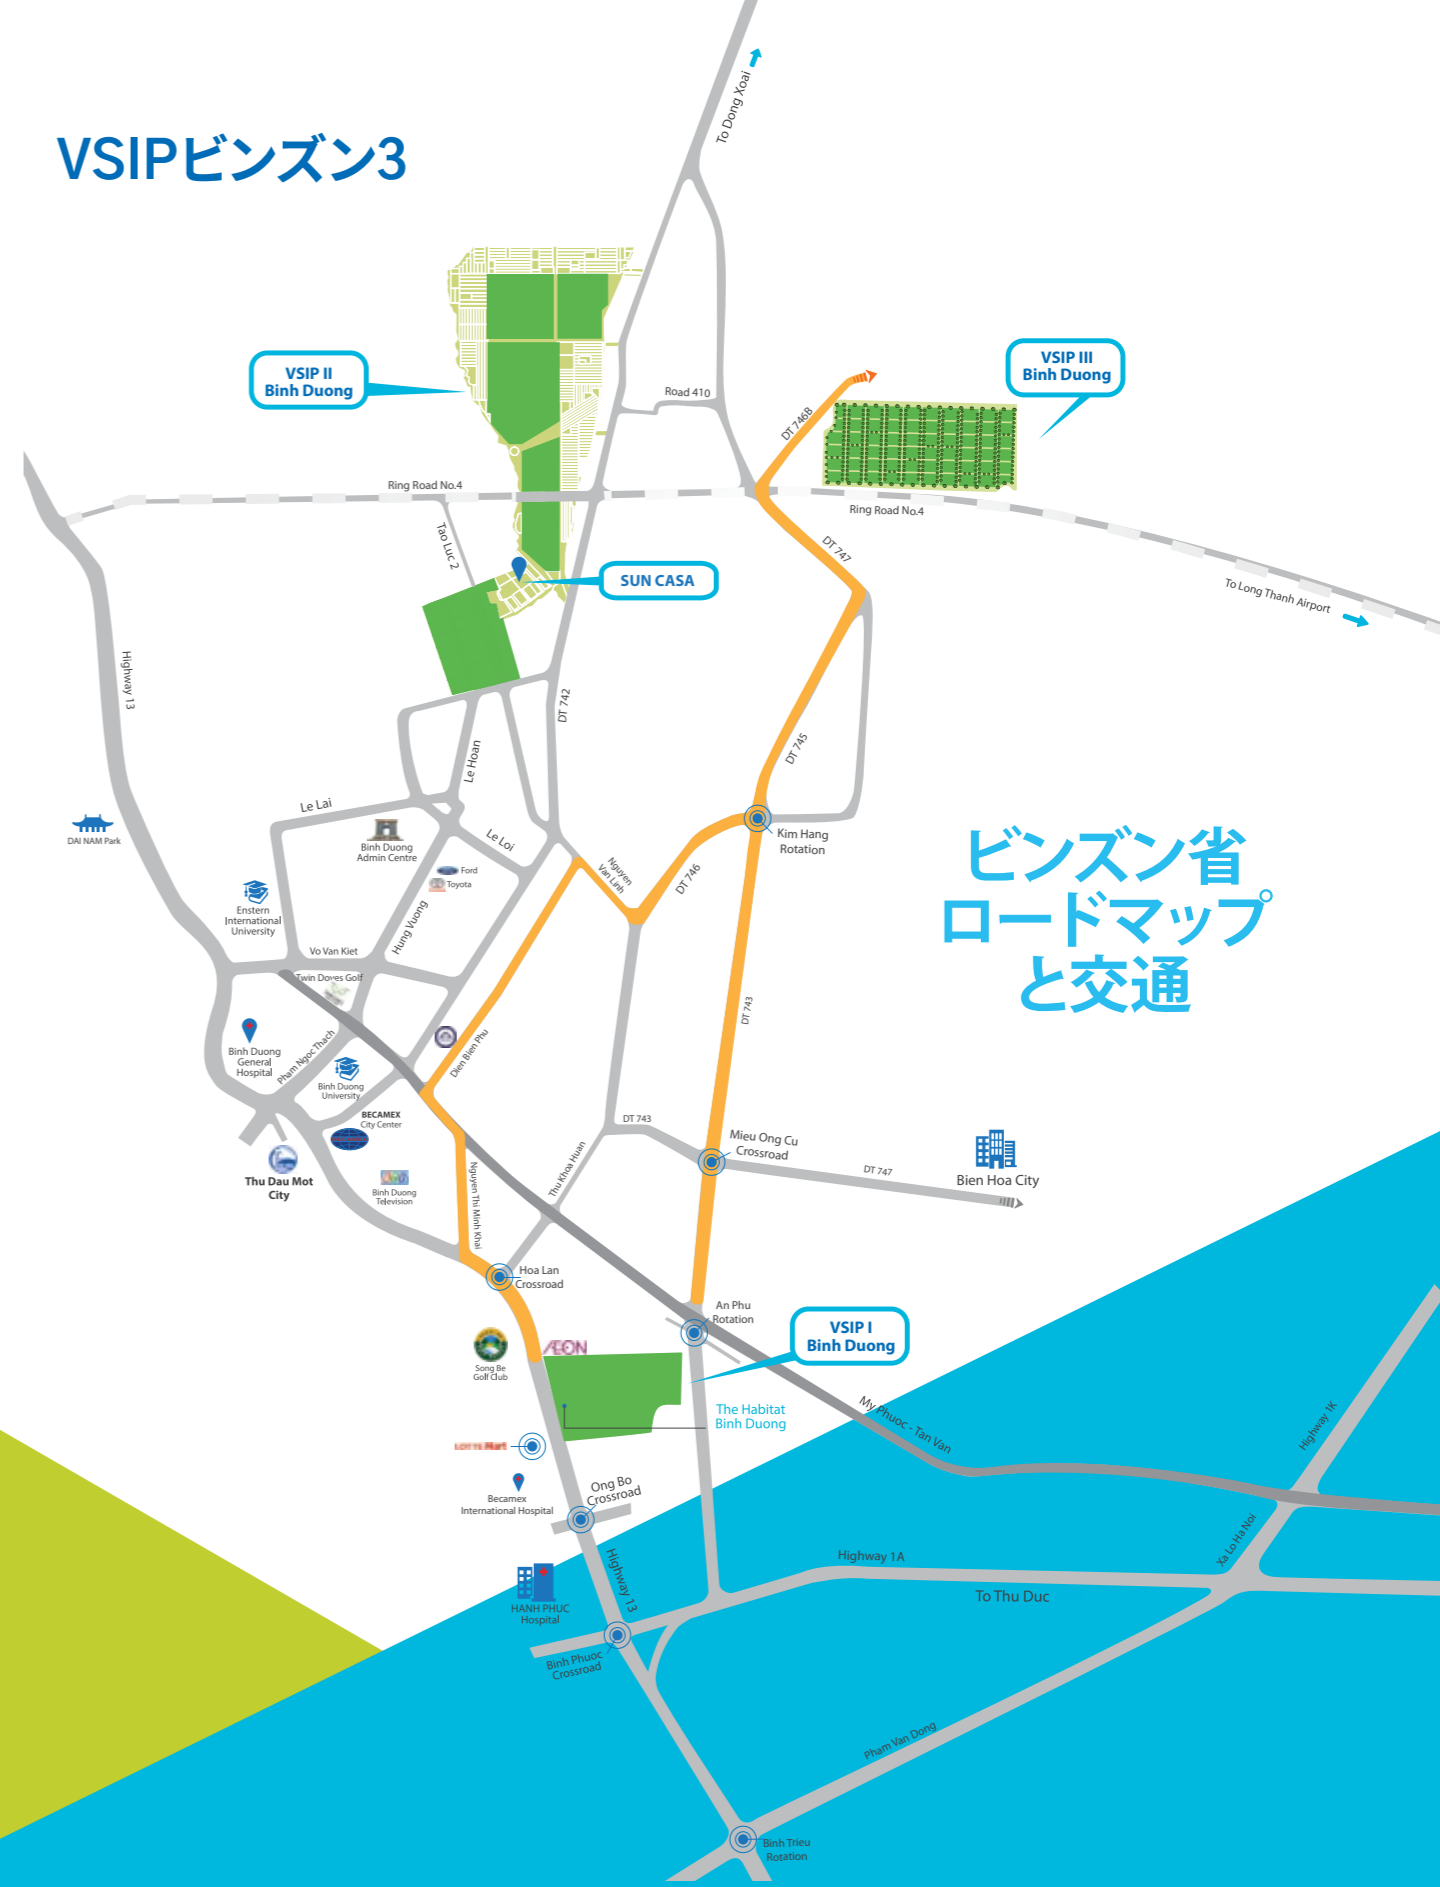 To Dong Xoai
VSIPビンズン3
VSIP II
Binh Duong
VSIP III
Binh Duong
Road 410
DT 746B
Ring Road No.4
Ring Road No.4
Tao Luc 2
DT 747
SUN CASA
To Long Thanh Airport
Highway 13
DT 742
Le Hoan
DT 745
Le Lai
DAI NAM Park
Binh Duong
Admin Centre
Le Loi
Kim Hang
Rotation
Ford
Toyota
Nguyen
Van Linh
DT 746
ビンズン省
ロードマップ
と交通
Enstern
International
University
Hung Vuong
Vo Van Kiet
Twin Doves Golf
DT 743
Binh Duong
General
Hospital
Pham Ngoc Thach
Dien Bien Phu
Binh Duong
University
BECAMEX
City Center
DT 743
Mieu Ong Cu
Crossroad
DT 747
Bien Hoa City
Thu Dau Mot
City
Binh Duong
Television
Nguyen Thi Minh Khai
Thu Khoa Huan
Hoa Lan
Crossroad
An Phu
Rotation
VSIP I
Binh Duong
Song Be
Golf Club
ÆON
The Habitat
Binh Duong
My Phuoc - Tan Van
Highway 1K
LOTTE Mart
Becamex
International Hospital
Ong Bo
Crossroad
Xa Lo Ha Noi
Highway 13
Highway 1A
To Thu Duc
HANH PHUC
Hospital
Binh Phuoc
Crossroad
Pham Van Dong
Binh Trieu
Rotation